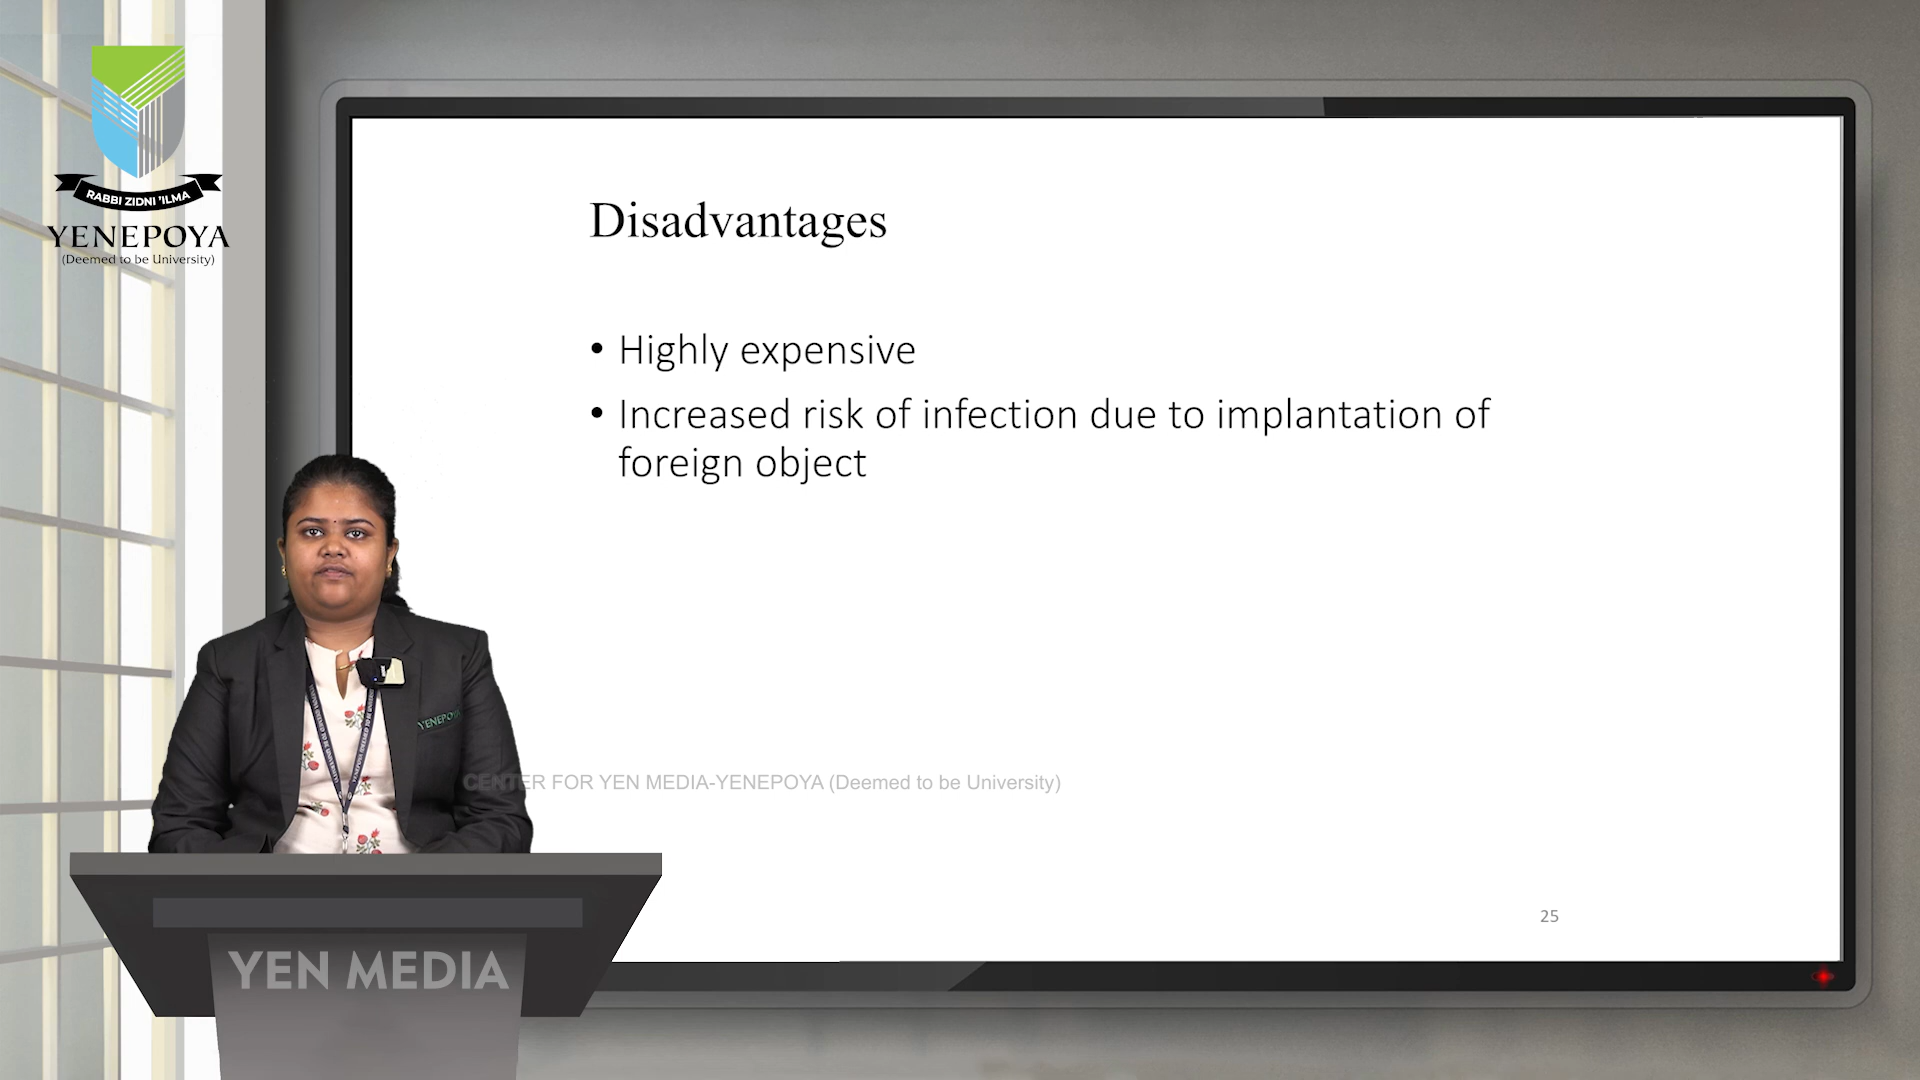 RABBI ZIDNI 'ILMA
YENEPOYA
(Deemed to be University)
Disadvantages
• Highly expensive
• Increased risk of infection due to implantation of
foreign object
YENEPOYA
CENTER FOR YEN MEDIA-YENEPOYA (Deemed to be University)
25
YEN MEDIA